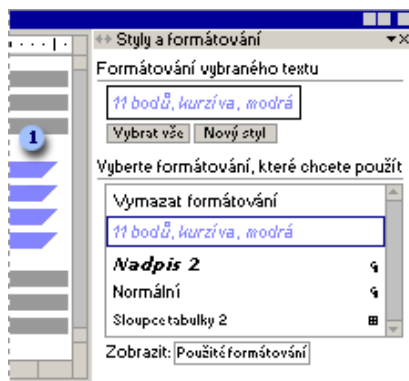 Styly a formátování
Formátování vybraného textu
11 bodů, kurzíva, modrá
Vybrat vše Nový styl
1
Vyberte formátování, které chcete použít
Vymazat formátování
11 bodů, kurzíva, modrá
Nadpis 2
Normální
Sloupce tabulky 2
Zobrazit: Použité formátování